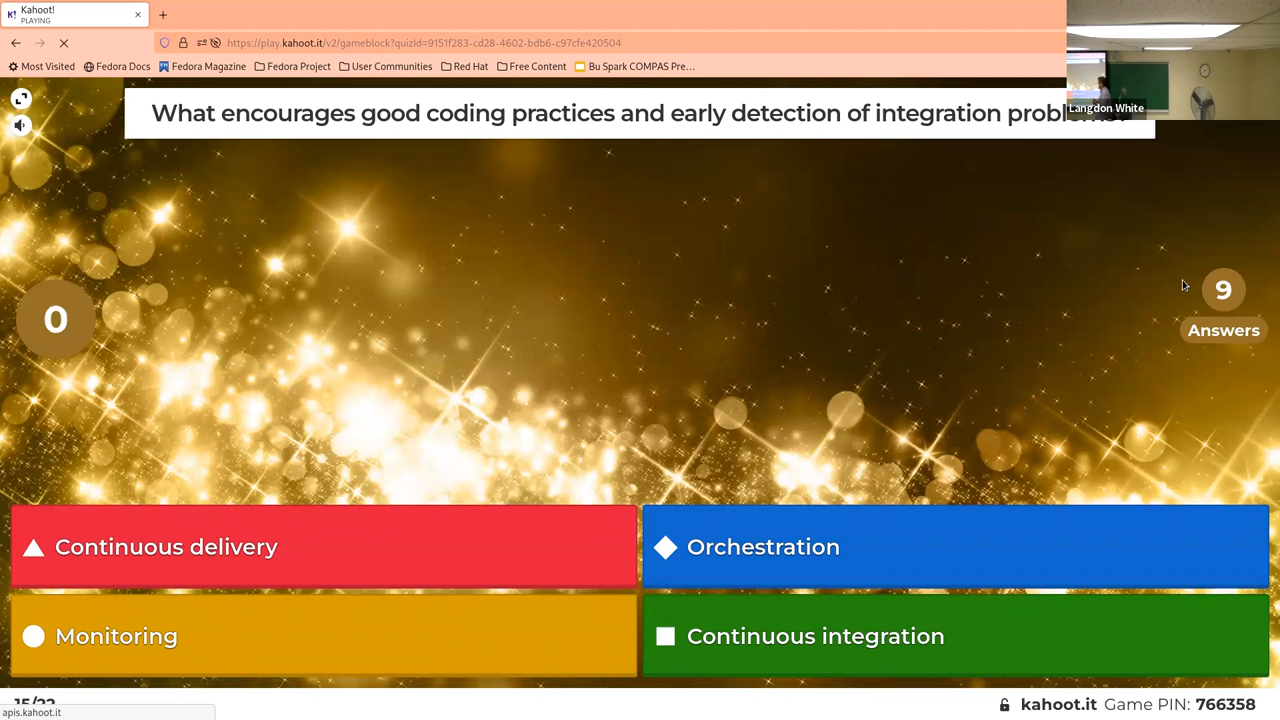 Kahoot!
PLAYING
https://play.kahoot.it/v2/gameblock?quizId=9151f283-cd28-4602-bdb6-c97cfe420504
Most Visited Fedora Docs Fedora Magazine Fedora Project User Communities Red Hat Free Content Bu Spark COMPAS Pre…
Langdon White
What encourages good coding practices and early detection of integration
0
9
Answers
Continuous delivery
Orchestration
Monitoring
Continuous integration
15/22
apis.kahoot.it
kahoot.it Game PIN: 766358